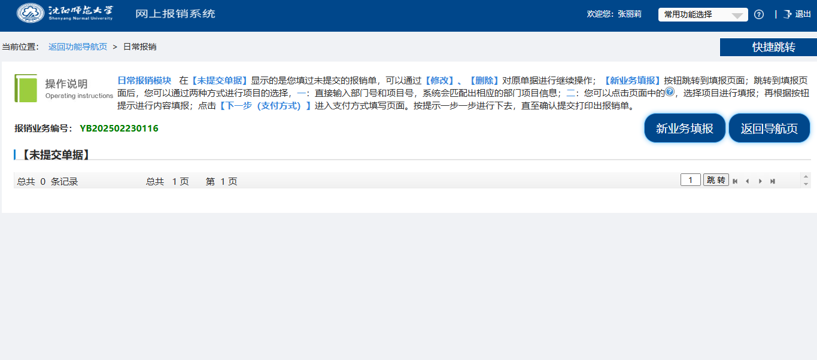 沈阳师范大学
Shenyang Normal University
网上报销系统
欢迎您：张丽莉
常用功能选择
退出
当前位置： 返回功能导航页 > 日常报销
快捷跳转
操作说明
Operating instructions
日常报销模块 在【未提交单据】显示的是您填过未提交的报销单，可以通过【修改】、【删除】对原单据进行继续操作；【新业务填报】按钮跳转到填报页面；跳转到填报页
面后，您可以通过两种方式进行项目的选择，一：直接输入部门号和项目号，系统会匹配出相应的部门项目信息；二：您可以点击页面中的?，选择项目进行填报；再根据按钮
提示进行内容填报；点击【下一步（支付方式）】进入支付方式填写页面。按提示一步一步进行下去，直至确认提交打印出报销单。
报销业务编号： YB202502230116
新业务填报
返回导航页
【未提交单据】
总共 0 条记录 总共 1 页 第 1 页
1 跳 转